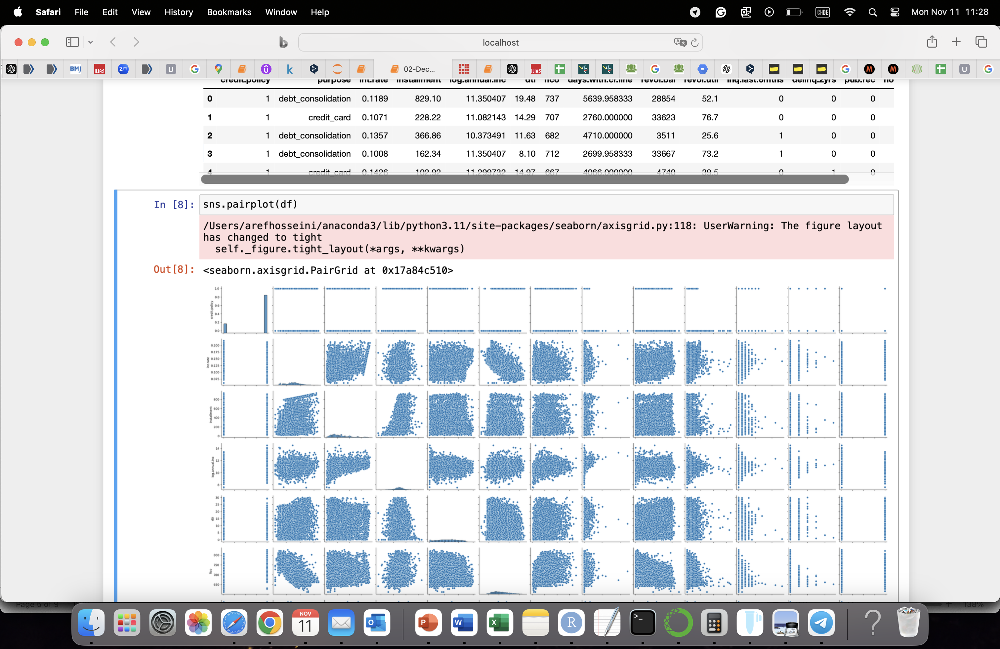 Safari File Edit View History Bookmarks Window Help CHDE Mon Nov 11 11:28
localhost
BMJ ILIAS zm U G k 02-Dec... ILIAS G M M G U G
credit.policy purpose int.rate installment log.annual.inc dti fico days.with.cr.line revol.bal revol.util inq.last.6mths delinq.2yrs pub.rec no
0 1 debt_consolidation 0.1189 829.10 11.350407 19.48 737 5639.958333 28854 52.1 0 0 0
1 1 credit_card 0.1071 228.22 11.082143 14.29 707 2760.000000 33623 76.7 0 0 0
2 1 debt_consolidation 0.1357 366.86 10.373491 11.63 682 4710.000000 3511 25.6 1 0 0
3 1 debt_consolidation 0.1008 162.34 11.350407 8.10 712 2699.958333 33667 73.2 1 0 0
4 1 credit_card 0.1426 102.92 11.299732 14.97 667 4066.000000 4740 39.5 0 1 0
In [8]: sns.pairplot(df)
/Users/arefhosseini/anaconda3/lib/python3.11/site-packages/seaborn/axisgrid.py:118: UserWarning: The figure layout
has changed to tight
self._figure.tight_layout(*args, **kwargs)
Out[8]: <seaborn.axisgrid.PairGrid at 0x17a84c510>
credit.policy
1.0
0.8
0.6
0.4
0.2
0.0
int.rate
0.200
0.175
0.150
0.125
0.100
0.075
installment
800
600
400
200
0
log.annual.inc
14
12
10
8
dti
30
25
20
15
10
5
0
fico
800
750
700
650
Page 5 of 9
138%
NOV
11